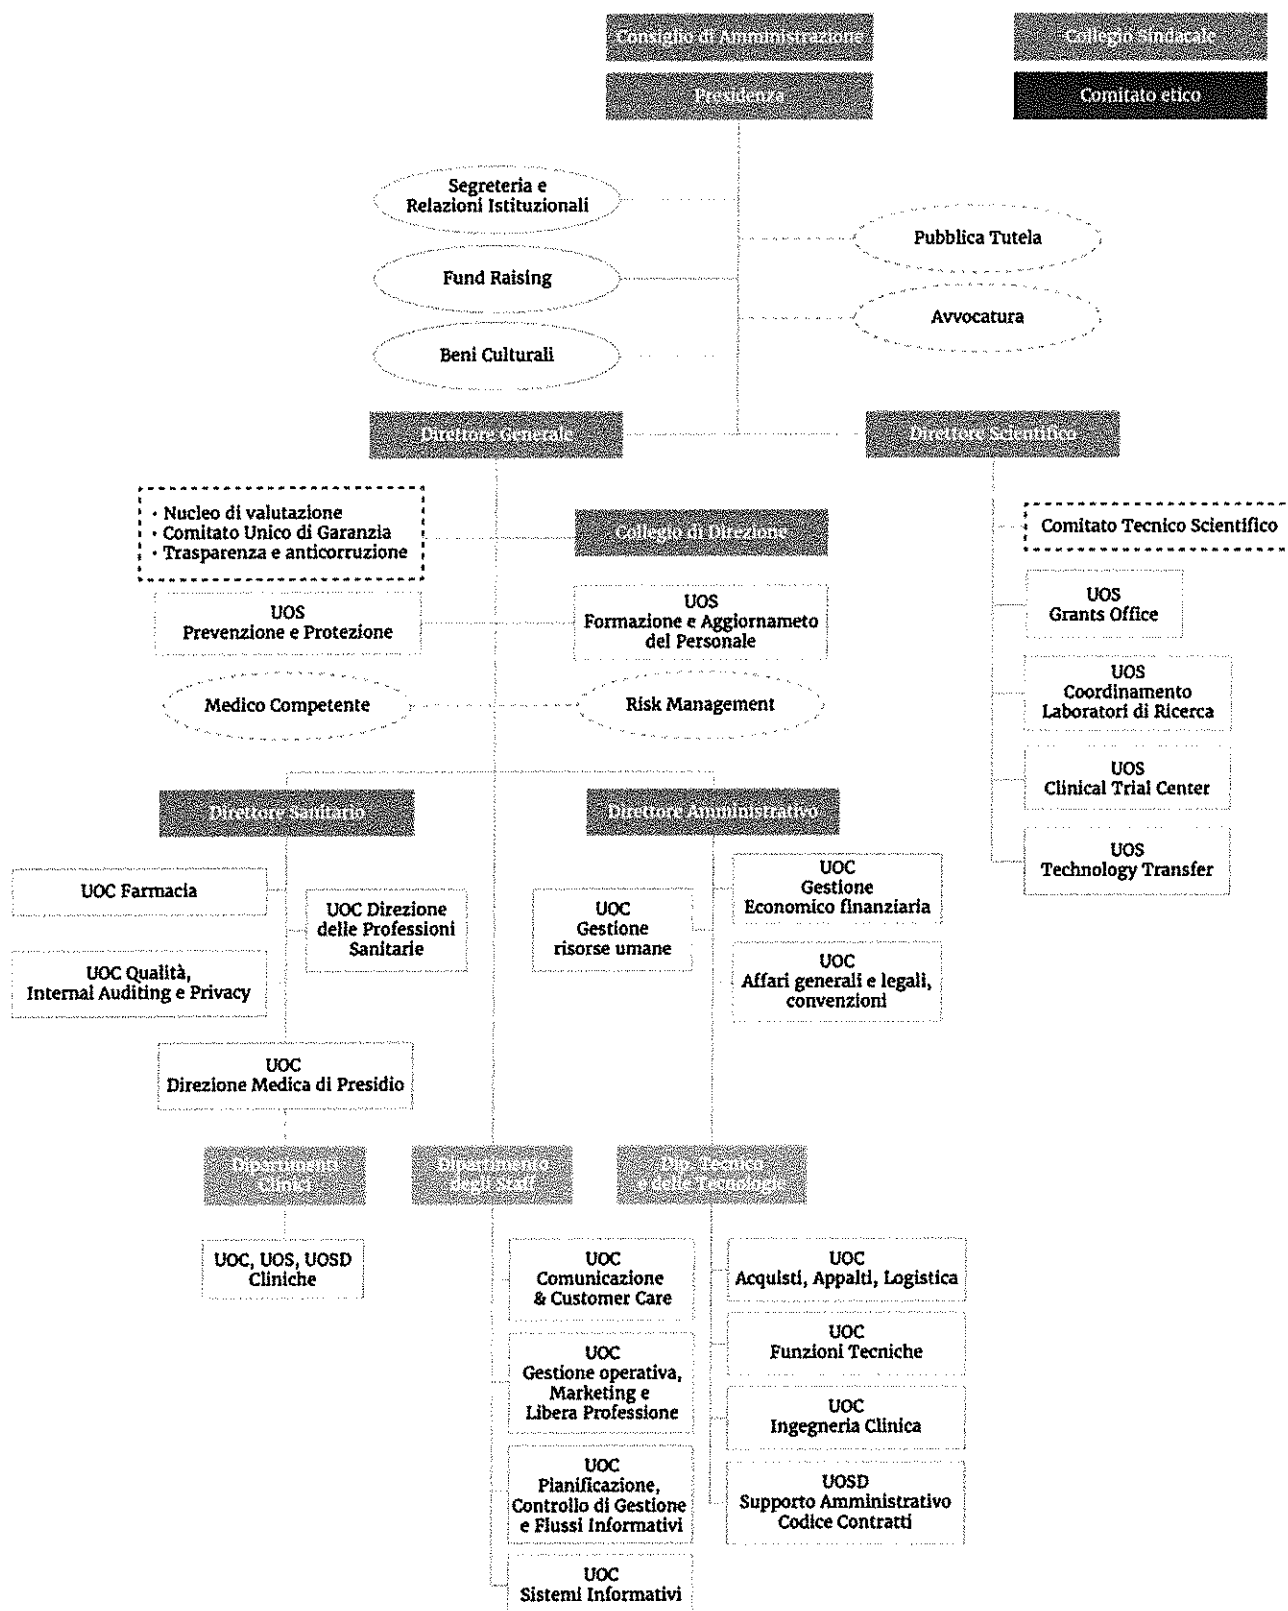 Consiglio di Amministrazione
Collegio Sindacale
Presidenza
Comitato etico
Segreteria e
Relazioni Istituzionali
Pubblica Tutela
Fund Raising
Avvocatura
Beni Culturali
Direttore Generale
Direttore Scientifico
• Nucleo di valutazione
• Comitato Unico di Garanzia
• Trasparenza e anticorruzione
Collegio di Direzione
Comitato Tecnico Scientifico
UOS
Prevenzione e Protezione
UOS
Formazione e Aggiornameto
del Personale
UOS
Grants Office
Medico Competente
Risk Management
UOS
Coordinamento
Laboratori di Ricerca
UOS
Clinical Trial Center
Direttore Sanitario
Direttore Amministrativo
UOS
Technology Transfer
UOC Farmacia
UOC Direzione
delle Professioni
Sanitarie
UOC
Gestione
risorse umane
UOC
Gestione
Economico finanziaria
UOC Qualità,
Internal Auditing e Privacy
UOC
Affari generali e legali,
convenzioni
UOC
Direzione Medica di Presidio
Dipartimenti
Clinici
Dipartimento
degli Staff
Dip. Tecnico
e delle Tecnologie
UOC, UOS, UOSD
Cliniche
UOC
Comunicazione
& Customer Care
UOC
Acquisti, Appalti, Logistica
UOC
Gestione operativa,
Marketing e
Libera Professione
UOC
Funzioni Tecniche
UOC
Ingegneria Clinica
UOC
Pianificazione,
Controllo di Gestione
e Flussi Informativi
UOSD
Supporto Amministrativo
Codice Contratti
UOC
Sistemi Informativi